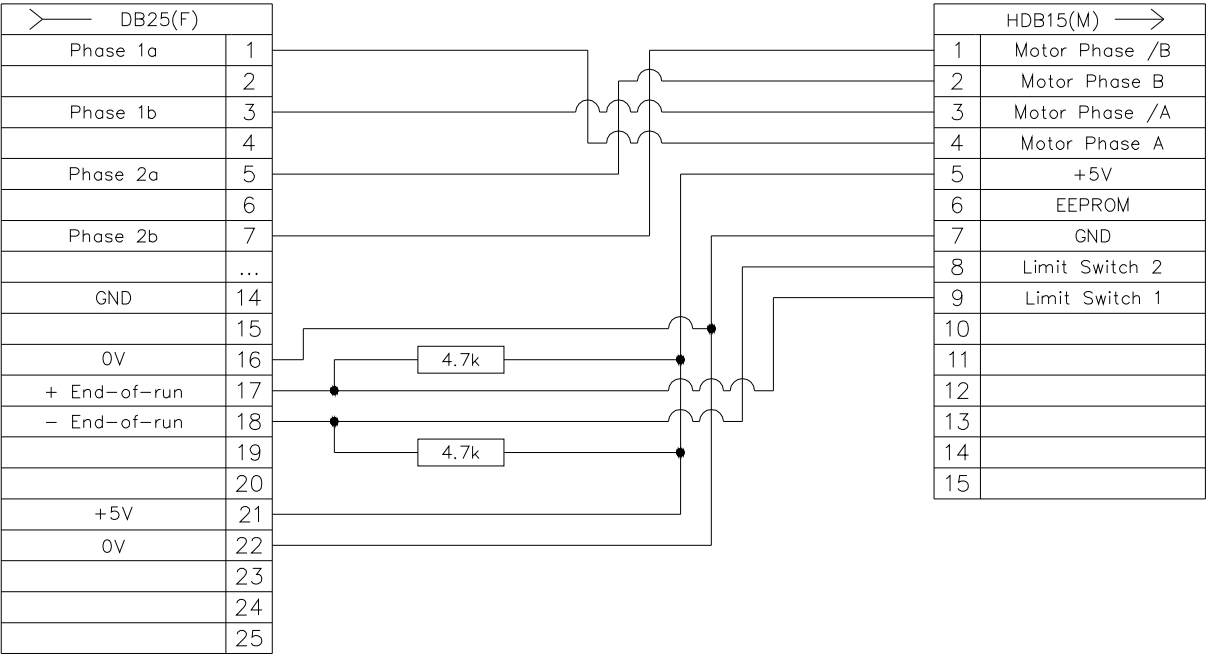 DB25(F)
Phase 1a 1
2
Phase 1b 3
4
Phase 2a 5
6
Phase 2b 7
...
GND 14
15
0V 16
+ End-of-run 17
- End-of-run 18
19
20
+5V 21
0V 22
23
24
25
4.7k
4.7k
HDB15(M)
1 Motor Phase /B
2 Motor Phase B
3 Motor Phase /A
4 Motor Phase A
5 +5V
6 EEPROM
7 GND
8 Limit Switch 2
9 Limit Switch 1
10
11
12
13
14
15